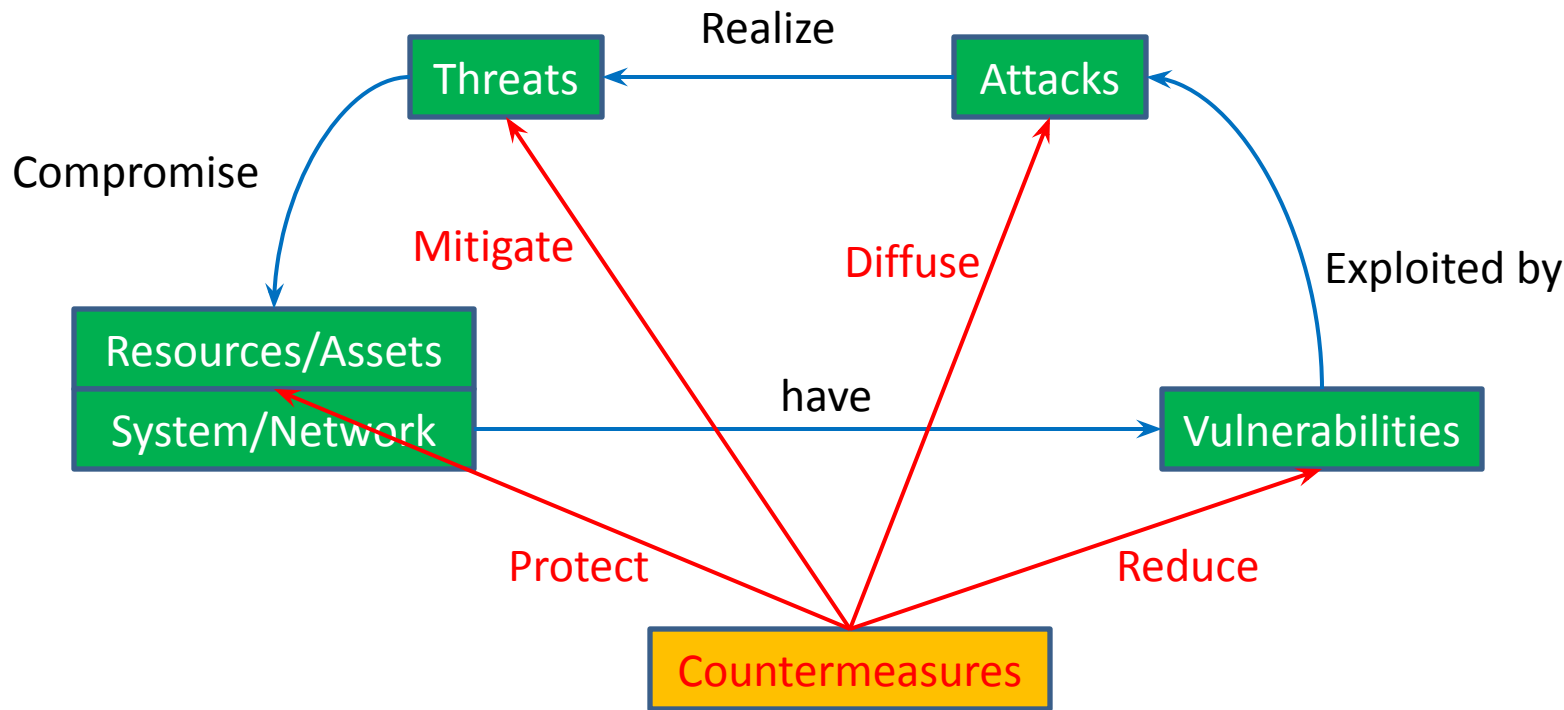 Realize
Threats
Attacks
Compromise
Mitigate
Diffuse
Exploited by
Resources/Assets
have
System/Network
Vulnerabilities
Protect
Reduce
Countermeasures